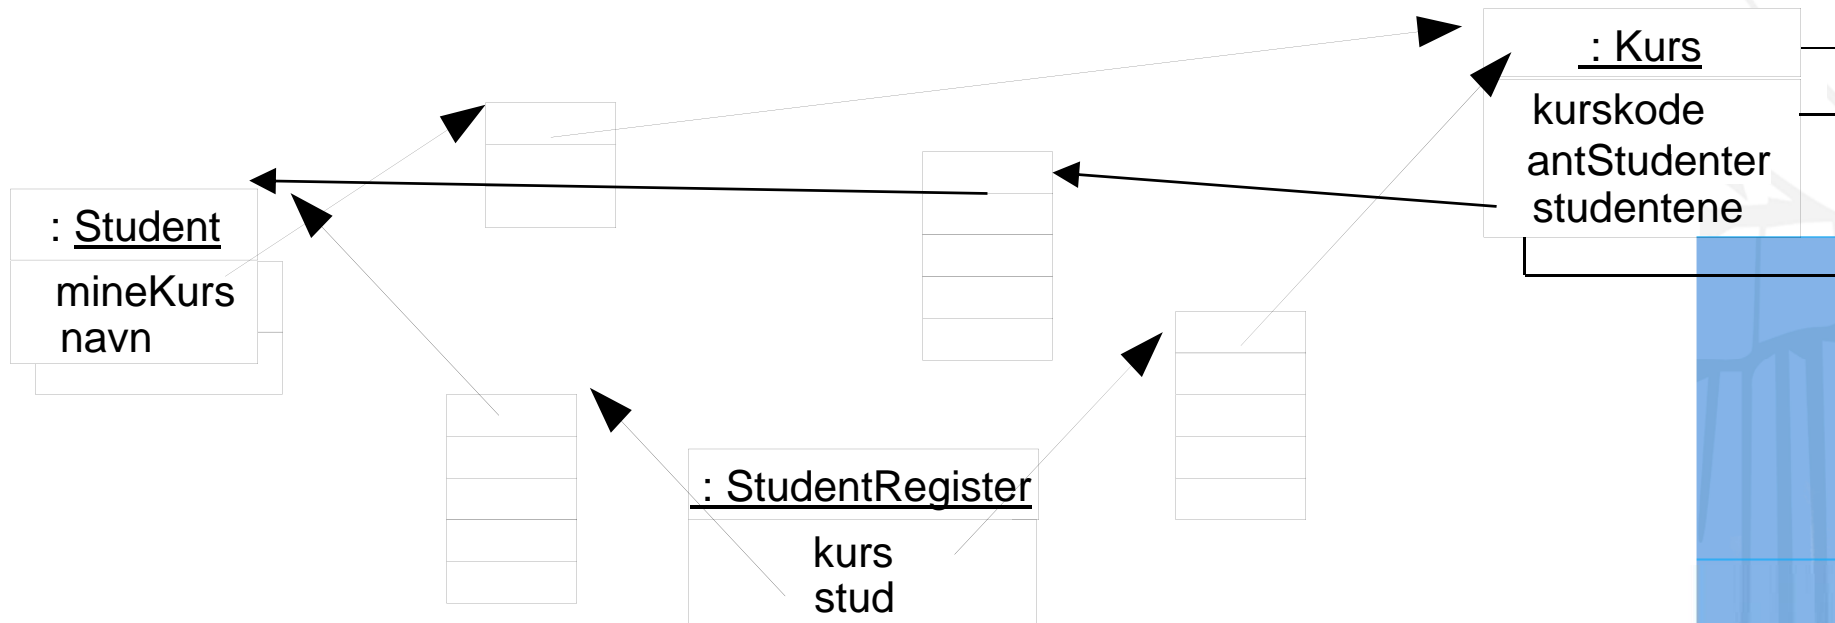 : Kurs
kurskode
antStudenter
studentene
: Student
mineKurs
navn
: StudentRegister
kurs
stud